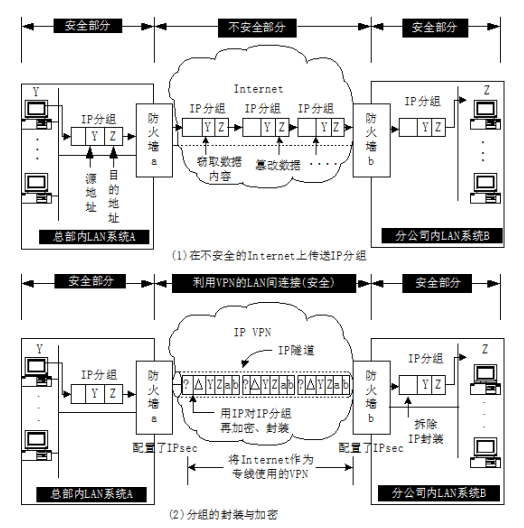 安全部分 不安全部分 安全部分
Internet
Y Z
IP分组 IP分组 IP分组 IP分组 IP分组
防火墙a
防火墙b
Y Z Y Z Y Z Y Z Y Z
源地址
目的地址
窃取数据内容
篡改数据
总部内LAN系统A 分公司内LAN系统B
(1)在不安全的Internet上传送IP分组
安全部分 利用VPN的LAN间连接(安全) 安全部分
IP VPN
Y Z
IP隧道
IP分组 IP分组
防火墙a
防火墙b
Y Z ?△YZab?△YZab?△YZab Y Z
用IP对IP分组
再加密、封装
拆除
IP封装
配置了IPsec 配置了IPsec
将Internet作为
专线使用的VPN
总部内LAN系统A 分公司内LAN系统B
(2)分组的封装与加密